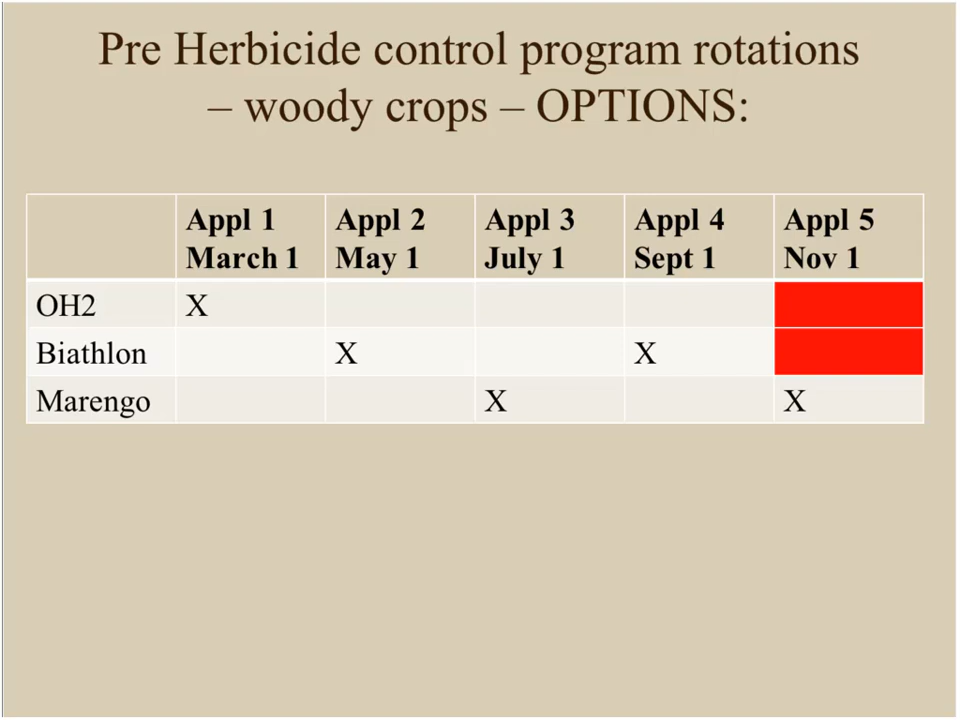 Pre Herbicide control program rotations
– woody crops – OPTIONS:
Appl 1 Appl 2 Appl 3 Appl 4 Appl 5
March 1 May 1 July 1 Sept 1 Nov 1
OH2 X
Biathlon X X
Marengo X X